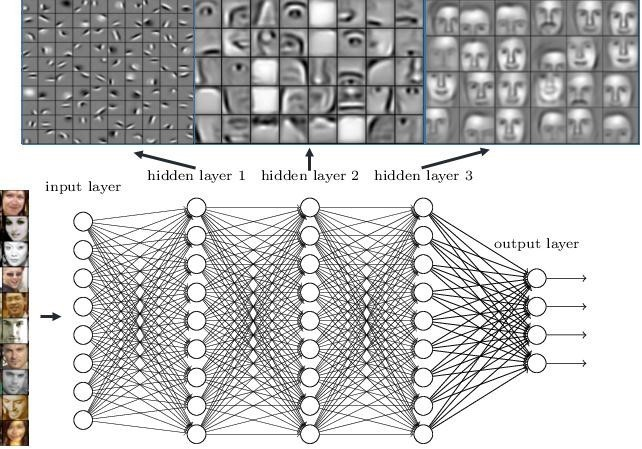 hidden layer 1 hidden layer 2 hidden layer 3
input layer
output layer